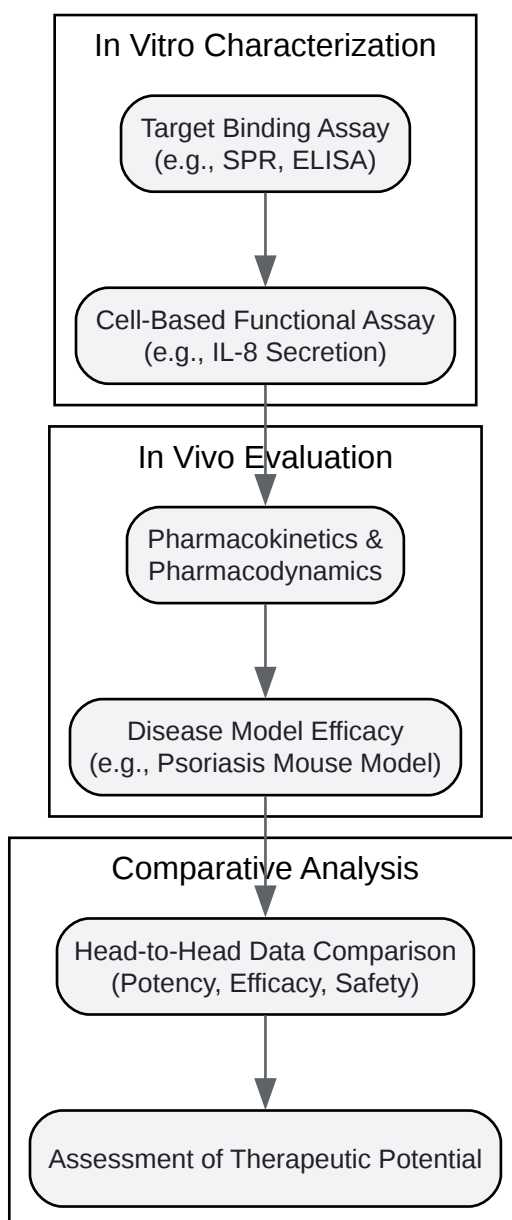 In Vitro Characterization
Target Binding Assay
(e.g., SPR, ELISA)
Cell-Based Functional Assay
(e.g., IL-8 Secretion)
In Vivo Evaluation
Pharmacokinetics &
Pharmacodynamics
Disease Model Efficacy
(e.g., Psoriasis Mouse Model)
Comparative Analysis
Head-to-Head Data Comparison
(Potency, Efficacy, Safety)
Assessment of Therapeutic Potential